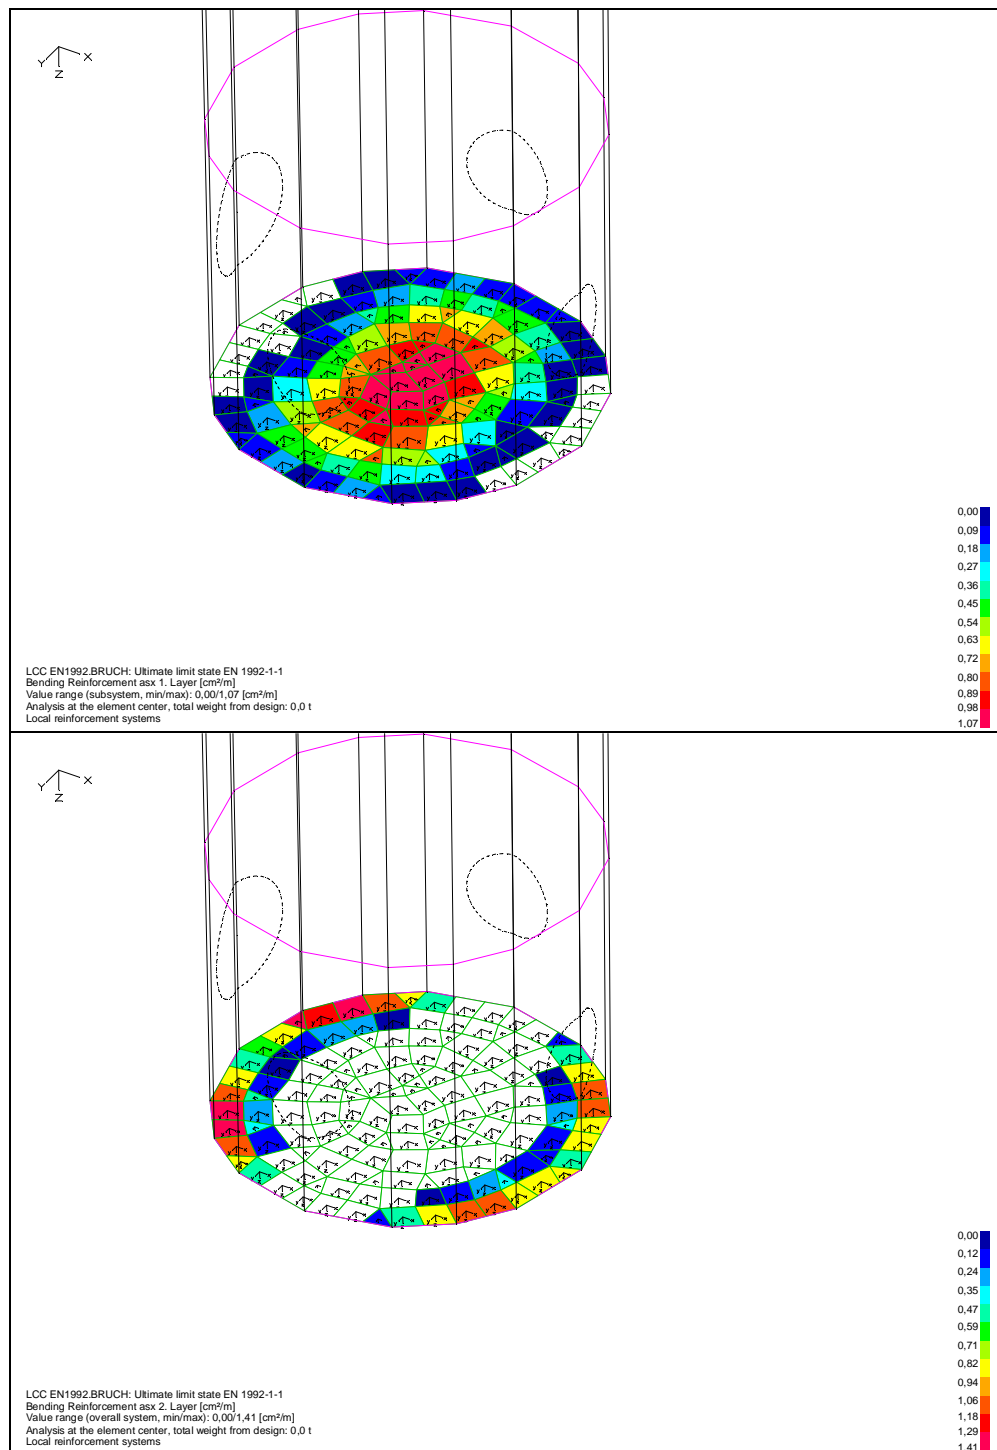 Y X
Z
0,00
0,09
0,18
0,27
0,36
0,45
0,54
0,63
0,72
0,80
0,89
0,98
1,07
LCC EN1992.BRUCH: Ultimate limit state EN 1992-1-1
Bending Reinforcement asx 1. Layer [cm²/m]
Value range (subsystem, min/max): 0,00/1,07 [cm²/m]
Analysis at the element center, total weight from design: 0,0 t
Local reinforcement systems
Y X
Z
0,00
0,12
0,24
0,35
0,47
0,59
0,71
0,82
0,94
1,06
1,18
1,29
1,41
LCC EN1992.BRUCH: Ultimate limit state EN 1992-1-1
Bending Reinforcement asx 2. Layer [cm²/m]
Value range (overall system, min/max): 0,00/1,41 [cm²/m]
Analysis at the element center, total weight from design: 0,0 t
Local reinforcement systems